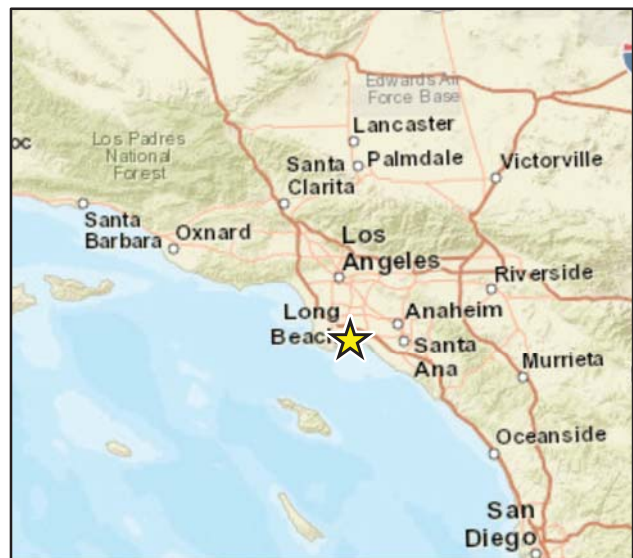 Edwards Air
Force Base
Lancaster
oc
Los Padres
National
Forest
Santa
Clarita
Palmdale
Victorville
Santa
Barbara
Oxnard
Los
Angeles
Riverside
Long
Beach
Anaheim
Santa
Ana
Murrieta
Oceanside
San
Diego